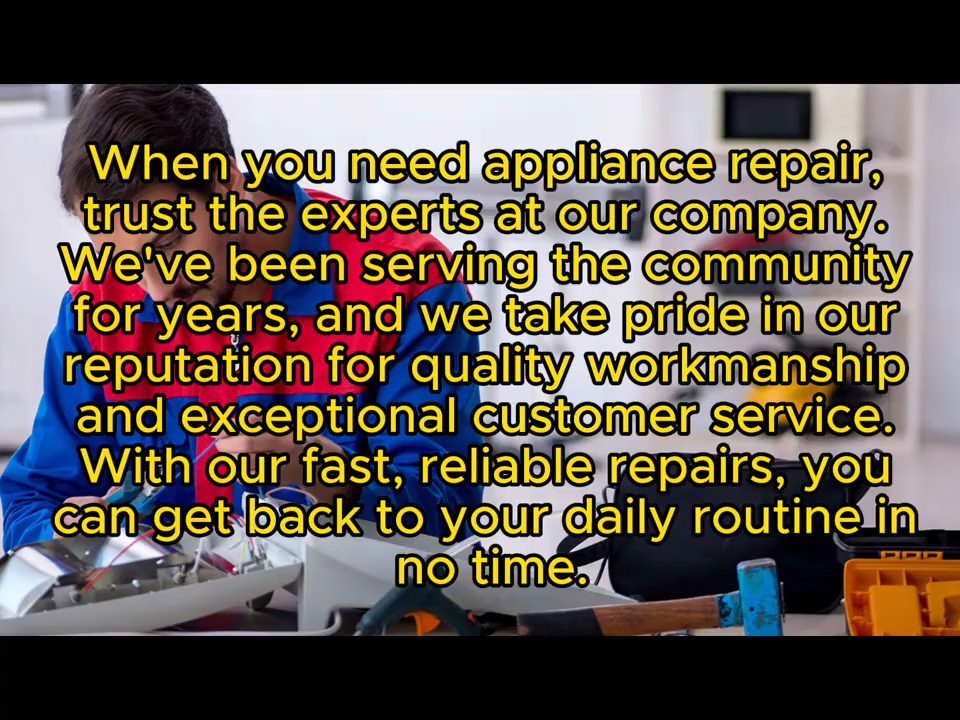 When you need appliance repair,
trust the experts at our company.
We've been serving the community
for years, and we take pride in our
reputation for quality workmanship
and exceptional customer service.
With our fast, reliable repairs, you
can get back to your daily routine in
no time.